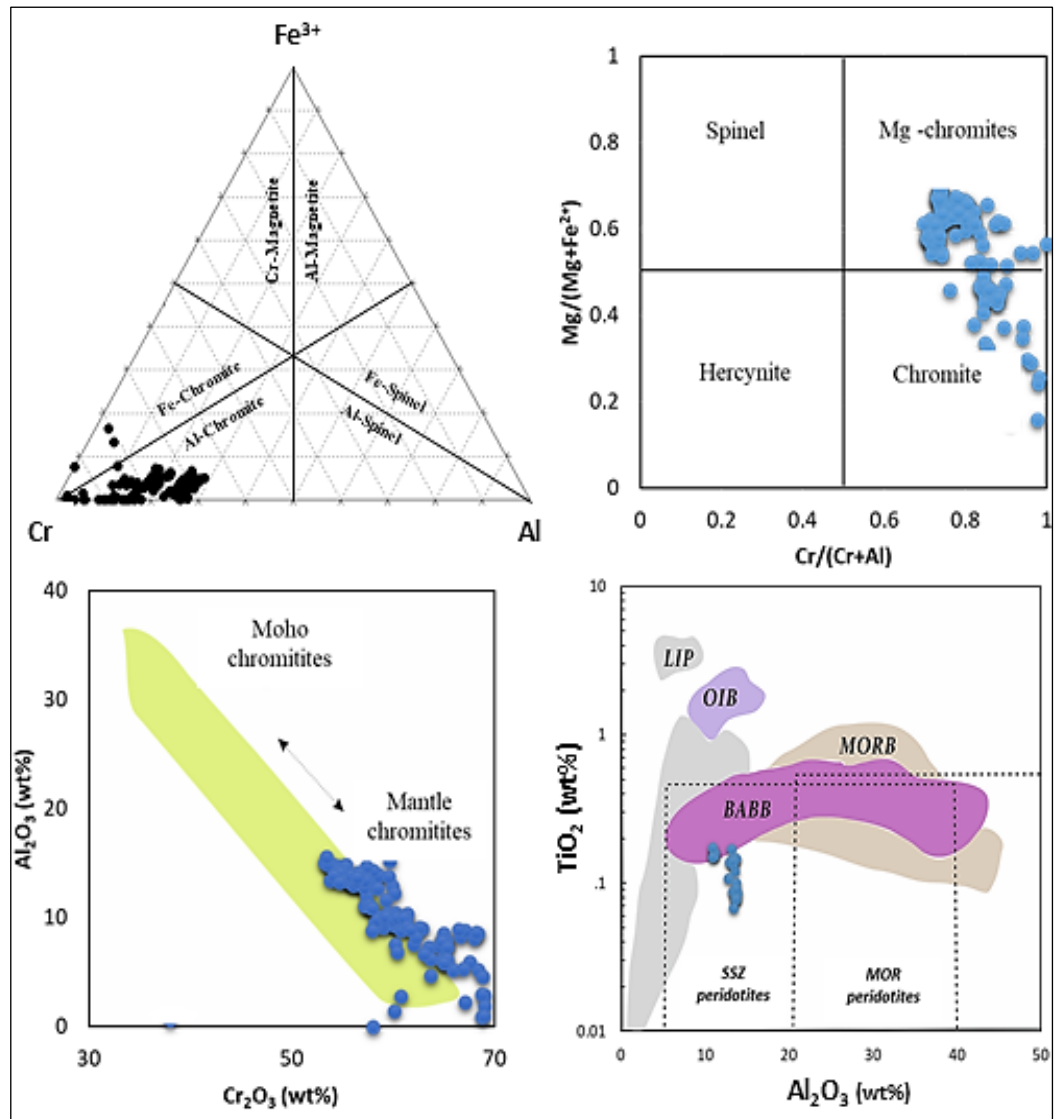 Fe³⁺
Cr-Magnetite
Al-Magnetite
Fe-Chromite
Al-Chromite
Fe-Spinel
Al-Spinel
Cr
Al
1
0.8
0.6
0.4
0.2
0
Mg/(Mg+Fe²⁺)
Spinel
Mg -chromites
Hercynite
Chromite
0
0.2
0.4
0.6
0.8
1
Cr/(Cr+Al)
40
30
20
10
0
Al₂O₃ (wt%)
Moho
chromitites
Mantle
chromitites
30
50
70
Cr₂O₃ (wt%)
10
1
.1
0.01
TiO₂ (wt%)
LIP
OIB
MORB
BABB
SSZ
peridotites
MOR
peridotites
0
10
20
30
40
50
Al₂O₃ (wt%)